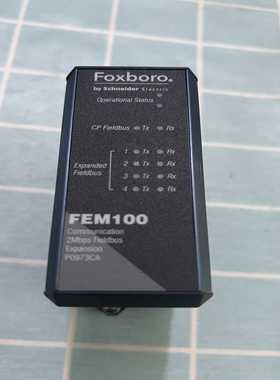 Foxboro®
by Schneider Electric
Operational Status
CP Fieldbus Tx Rx
Expanded Fieldbus
1 Tx Rx
2 Tx Rx
3 Tx Rx
4 Tx Rx
FEM100
Communication
2Mbps Fieldbus
Expansion
P0973CA